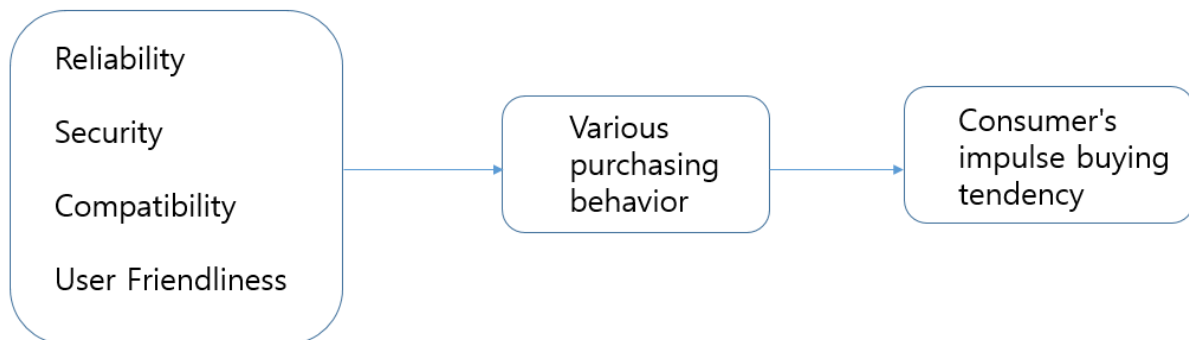 Reliability
Security
Compatibility
User Friendliness
Various
purchasing
behavior
Consumer's
impulse buying
tendency